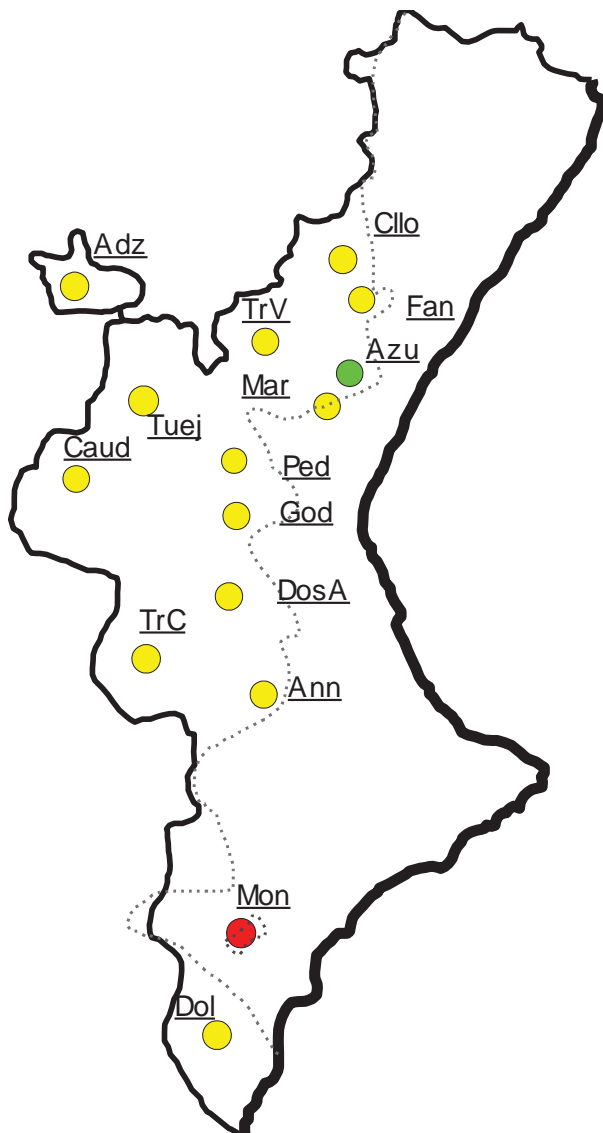 Cllo
Adz
Fan
TrV
Azu
Mar
Tuej
Caud
Ped
God
DosA
TrC
Ann
Mon
Dol